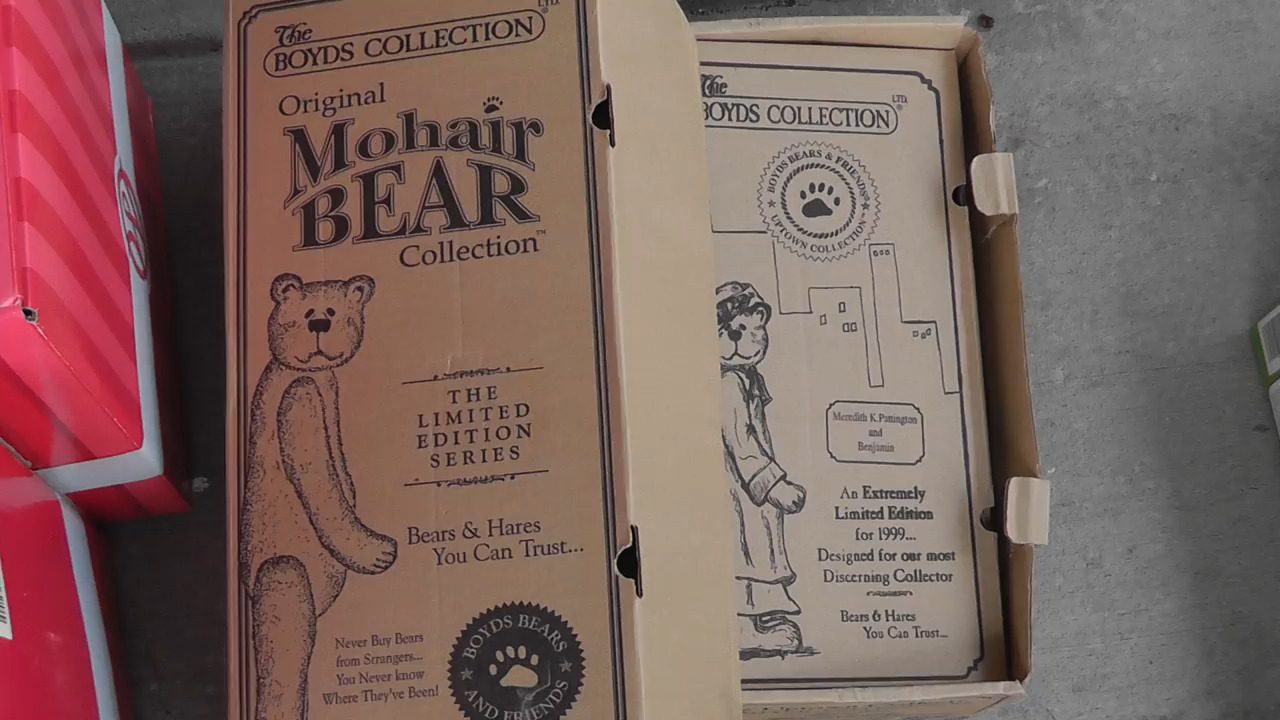 The
BOYDS COLLECTION LTD.
®
Original
Mohair
BEAR
Collection™
THE
LIMITED
EDITION
SERIES
Bears & Hares
You Can Trust...
Never Buy Bears
from Strangers...
You Never know
Where They've Been!
BOYDS BEARS
AND FRIENDS
The
BOYDS COLLECTION LTD.
®
BOYDS BEARS & FRIENDS
UPTOWN COLLECTION
Meredith K. Pattington
and
Benjamin
An Extremely
Limited Edition
for 1999...
Designed for our most
Discerning Collector
Bears & Hares
You Can Trust...